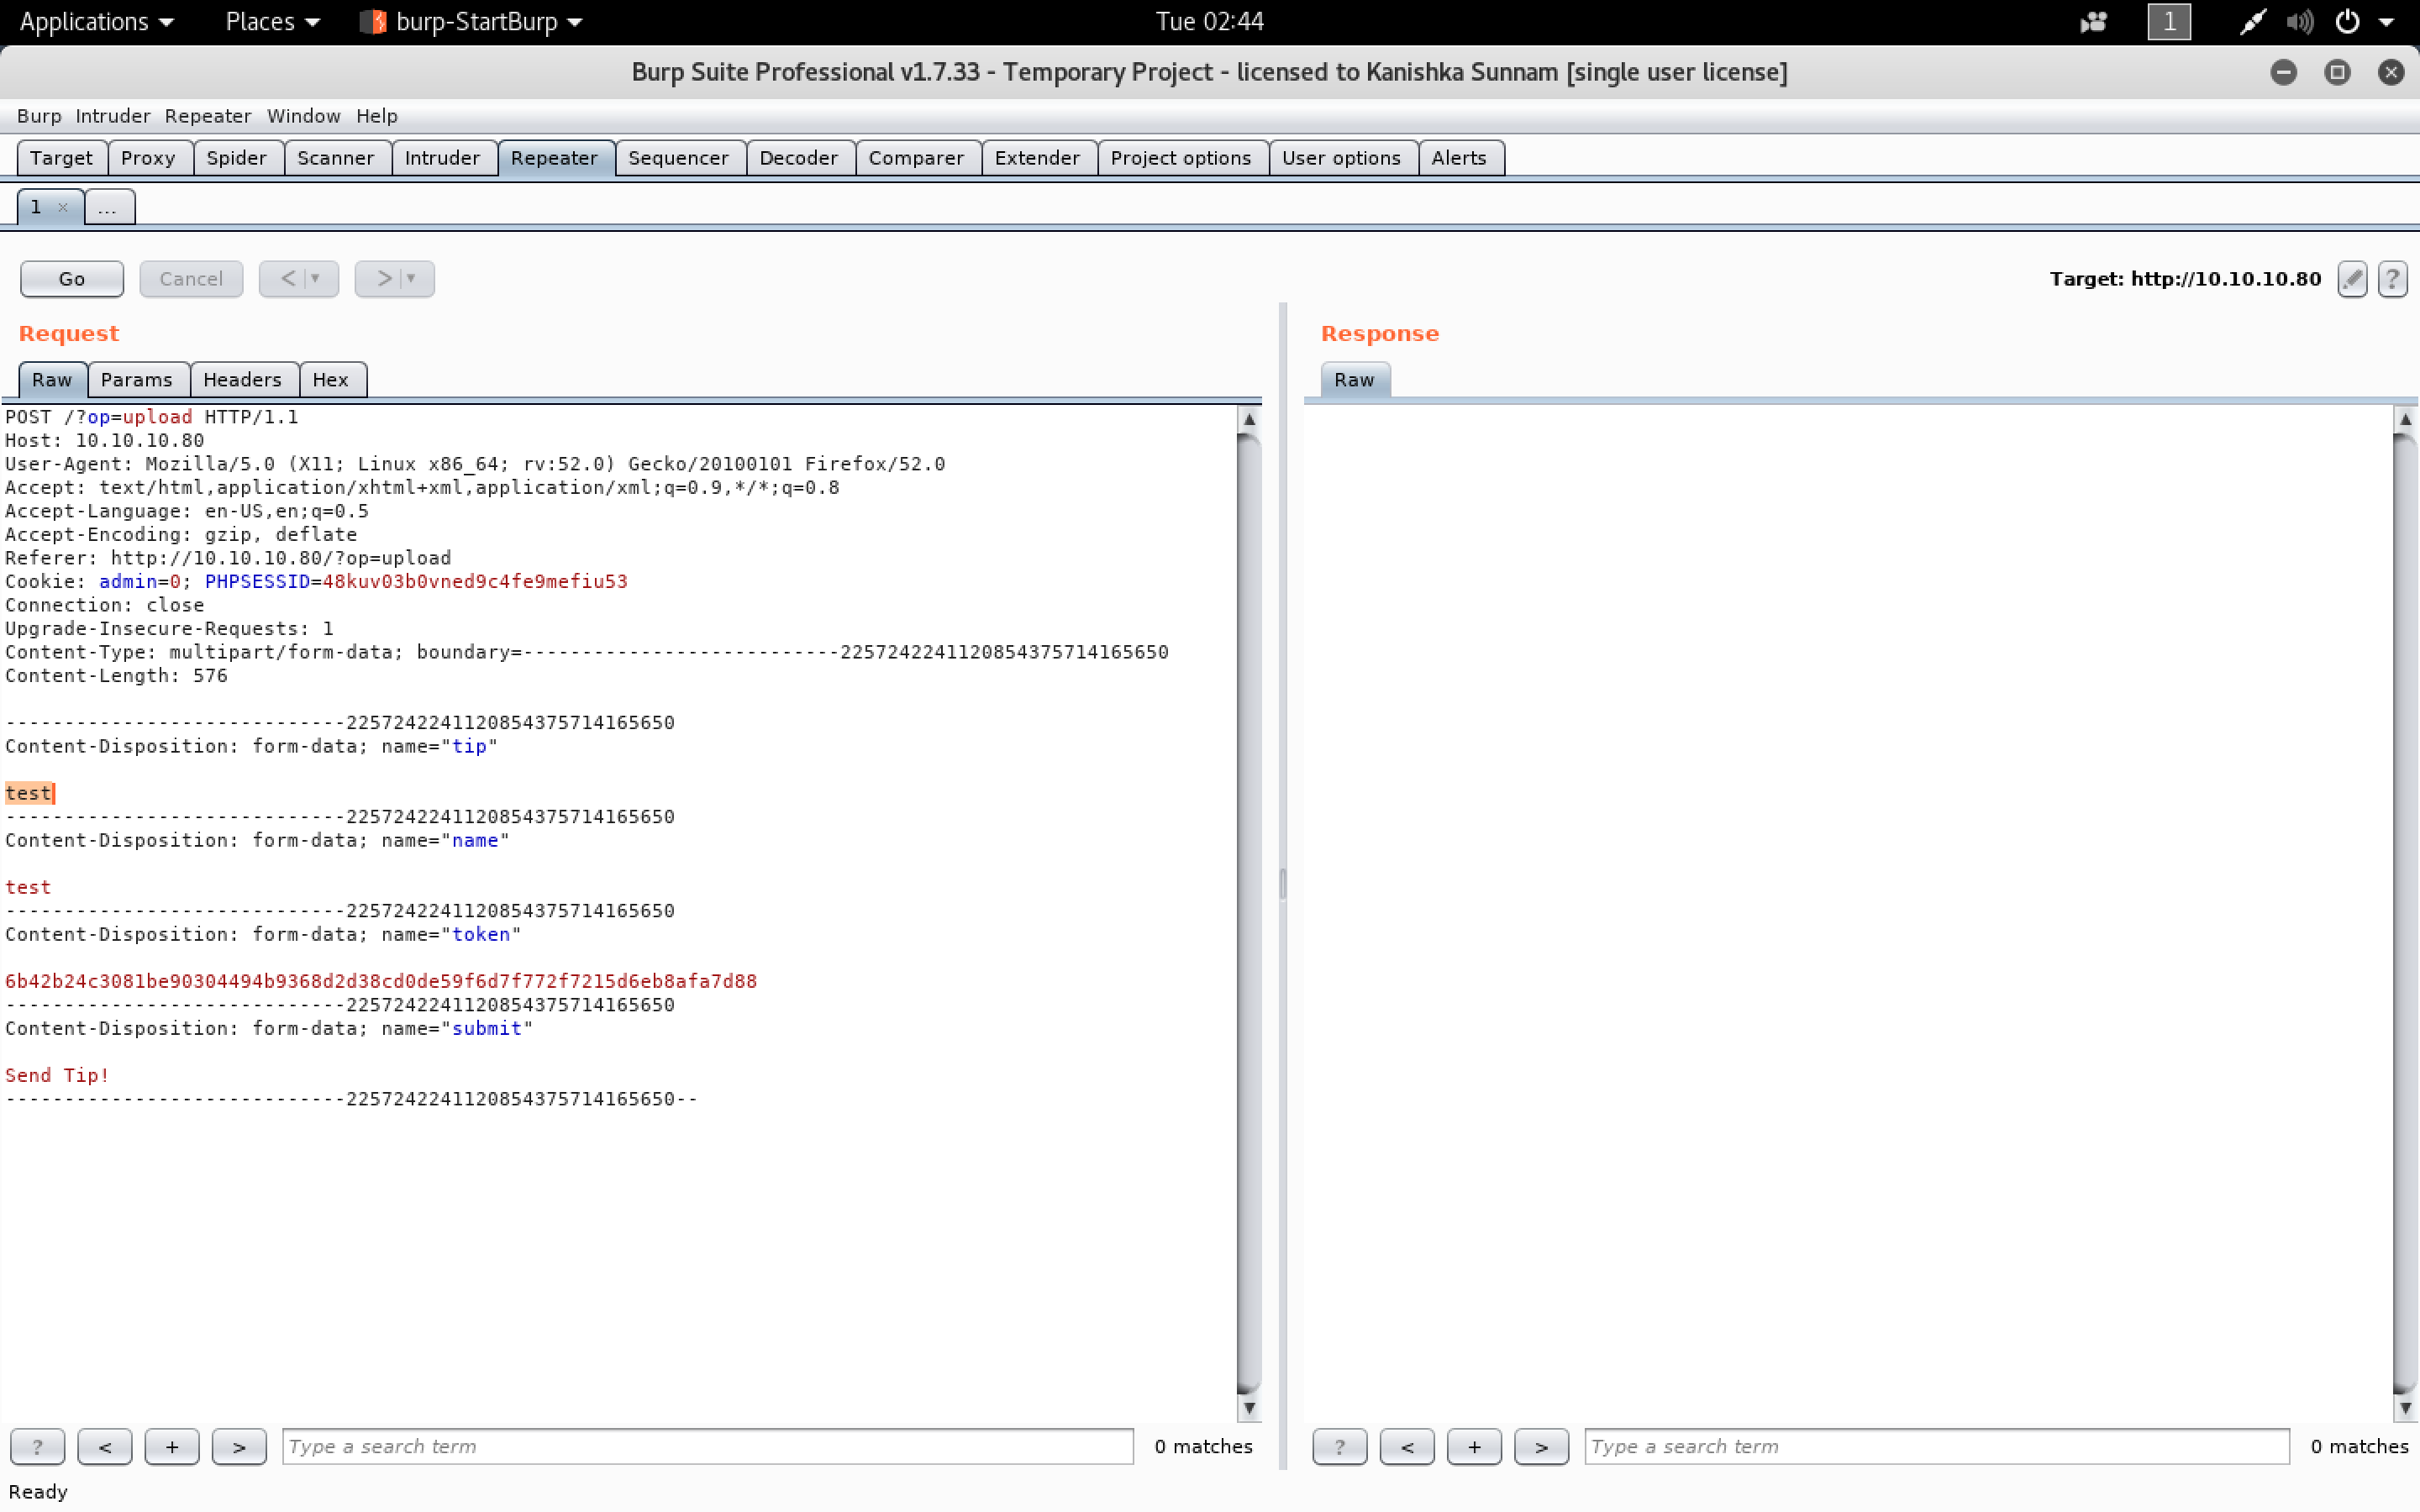 Applications Places burp-StartBurp Tue 02:44 1
Burp Suite Professional v1.7.33 - Temporary Project - licensed to Kanishka Sunnam [single user license]
Burp Intruder Repeater Window Help
Target Proxy Spider Scanner Intruder Repeater Sequencer Decoder Comparer Extender Project options User options Alerts
1 × ...
Go Cancel < > Target: http://10.10.10.80 ?
Request
Raw Params Headers Hex
POST /?op=upload HTTP/1.1
Host: 10.10.10.80
User-Agent: Mozilla/5.0 (X11; Linux x86_64; rv:52.0) Gecko/20100101 Firefox/52.0
Accept: text/html,application/xhtml+xml,application/xml;q=0.9,*/*;q=0.8
Accept-Language: en-US,en;q=0.5
Accept-Encoding: gzip, deflate
Referer: http://10.10.10.80/?op=upload
Cookie: admin=0; PHPSESSID=48kuv03b0vned9c4fe9mefiu53
Connection: close
Upgrade-Insecure-Requests: 1
Content-Type: multipart/form-data; boundary=---------------------------2257242241120854375714165650
Content-Length: 576
-----------------------------2257242241120854375714165650
Content-Disposition: form-data; name="tip"
test
-----------------------------2257242241120854375714165650
Content-Disposition: form-data; name="name"
test
-----------------------------2257242241120854375714165650
Content-Disposition: form-data; name="token"
6b42b24c3081be90304494b9368d2d38cd0de59f6d7f772f7215d6eb8afa7d88
-----------------------------2257242241120854375714165650
Content-Disposition: form-data; name="submit"
Send Tip!
-----------------------------2257242241120854375714165650--
? < + > Type a search term 0 matches
Response
Raw
? < + > Type a search term 0 matches
Ready